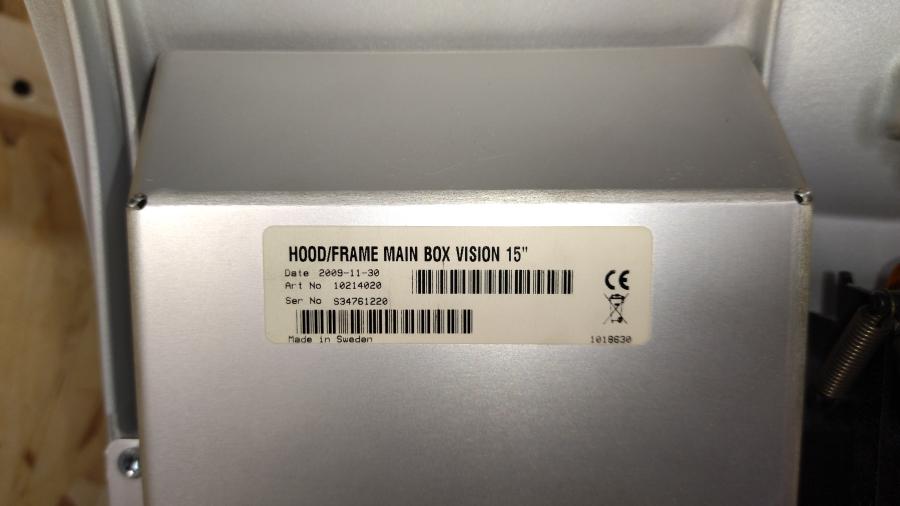 HOOD/FRAME MAIN BOX VISION 15"
Date 2009-11-30
Art No 10214020
Ser No S34761220
CE
Made in Sweden
1018630